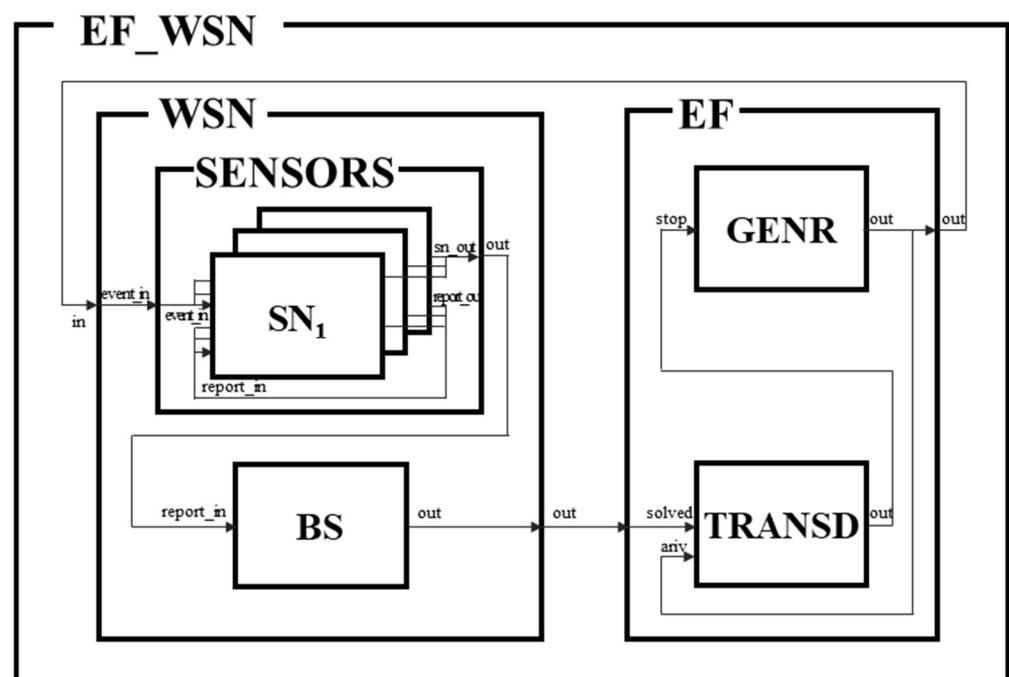 EF_WSN
WSN
EF
SENSORS
stop
GENR
out
out
sn_out
out
event_in
event_in
SN₁
report_ou
in
report_in
report_in
BS
out
out
solved
ariv
TRANSD
out